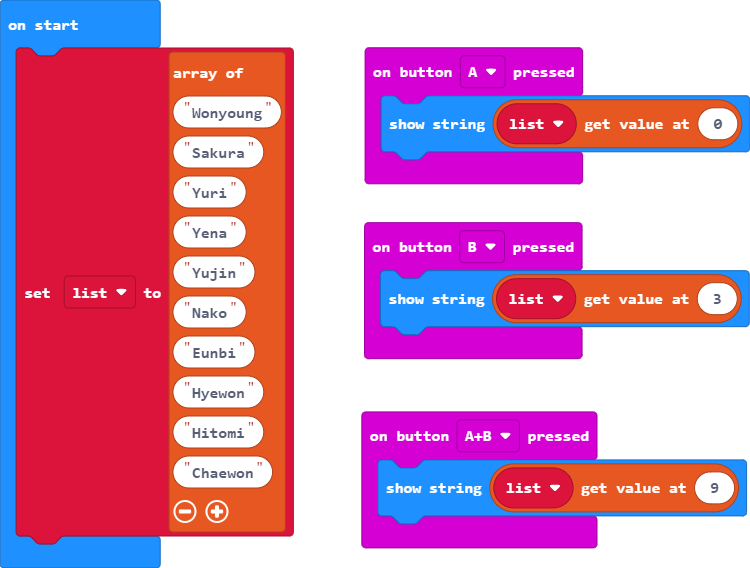 on start
set list to
array of
"Wonyoung"
"Sakura"
"Yuri"
"Yena"
"Yujin"
"Nako"
"Eunbi"
"Hyewon"
"Hitomi"
"Chaewon"
on button A pressed
show string list get value at 0
on button B pressed
show string list get value at 3
on button A+B pressed
show string list get value at 9